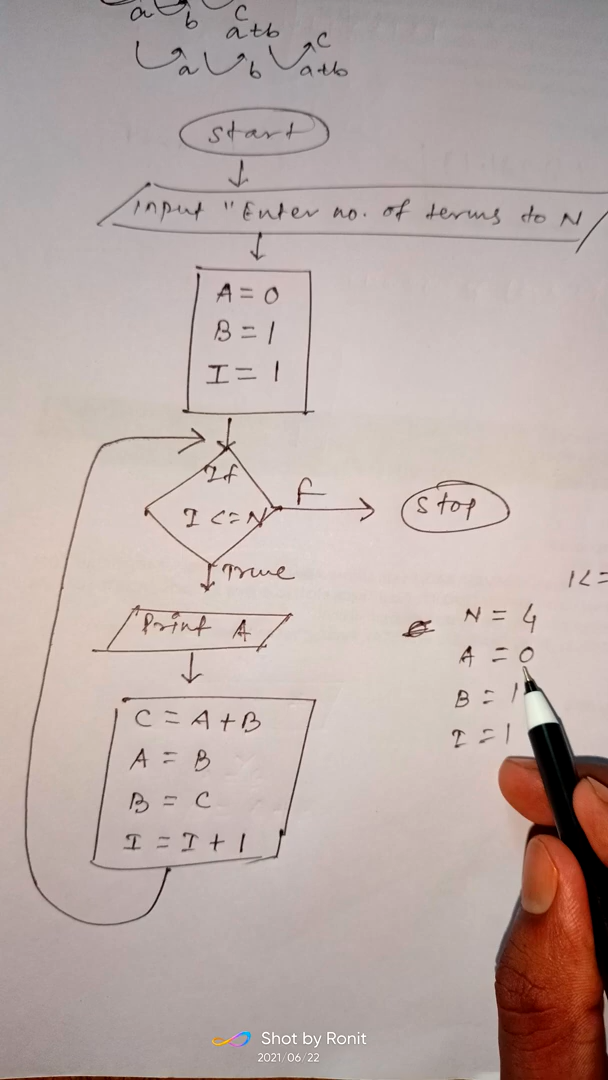 a b c
a+b
a b c
a+b
Start
Input "Enter no. of terms to N
A = 0
B = 1
I = 1
If
I <= N
F
Stop
True
Print A
C = A + B
A = B
B = C
I = I + 1
N = 4
A = 0
B = 1
I = 1
Shot by Ronit
2021/06/22